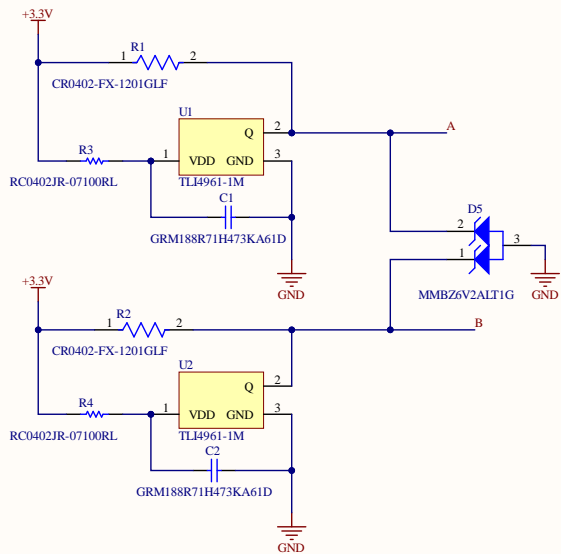 +3.3V
R1
1 2
CR0402-FX-1201GLF
U1
Q 2 A
R3
1 VDD GND 3
RC0402JR-07100RL TLI4961-1M
C1
D5
2
GRM188R71H473KA61D
3
1
+3.3V GND MMBZ6V2ALT1G GND
R2
1 2 B
CR0402-FX-1201GLF
U2
Q 2
R4
1 VDD GND 3
RC0402JR-07100RL TLI4961-1M
C2
GRM188R71H473KA61D
GND